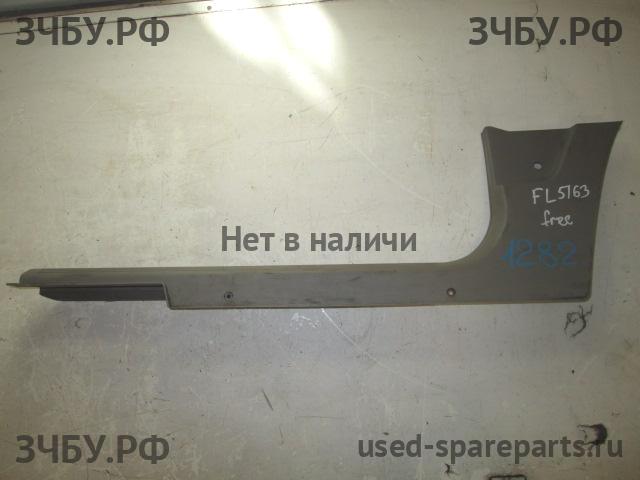 ЗЧБУ.РФ
ЗЧБУ.РФ
FL5163
free
Нет в наличи
1282
ЗЧБУ.РФ
used-spareparts.ru